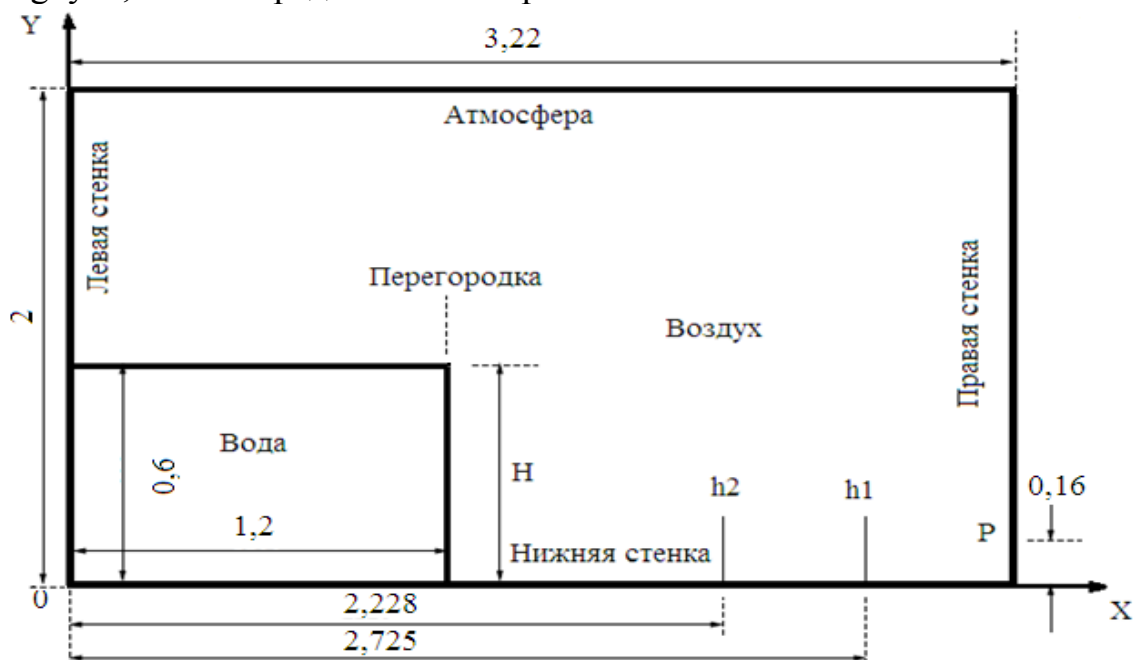 Y
3,22
Атмосфера
Левая стенка
Перегородка
2
Воздух
Правая стенка
Вода
0,6
H
h2
h1
0,16
P
1,2
Нижняя стенка
0
2,228
X
2,725